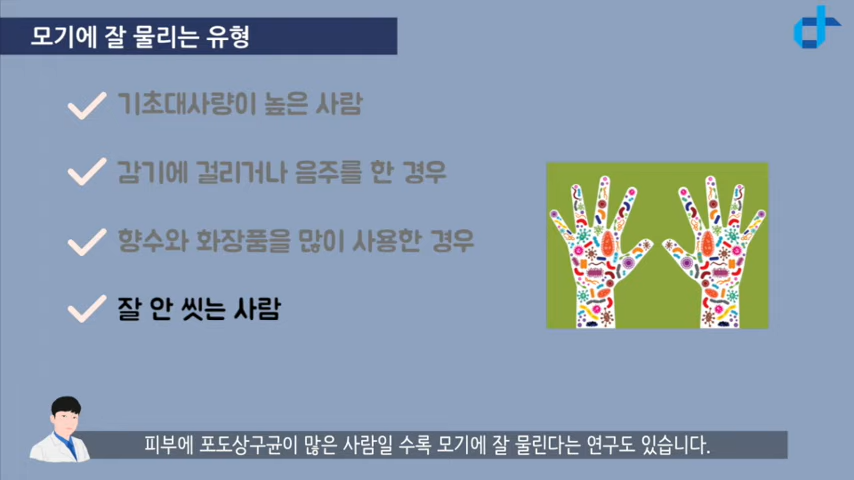 모기에 잘 물리는 유형
기초대사량이 높은 사람
감기에 걸리거나 음주를 한 경우
향수와 화장품을 많이 사용한 경우
잘 안 씻는 사람
피부에 포도상구균이 많은 사람일 수록 모기에 잘 물린다는 연구도 있습니다.